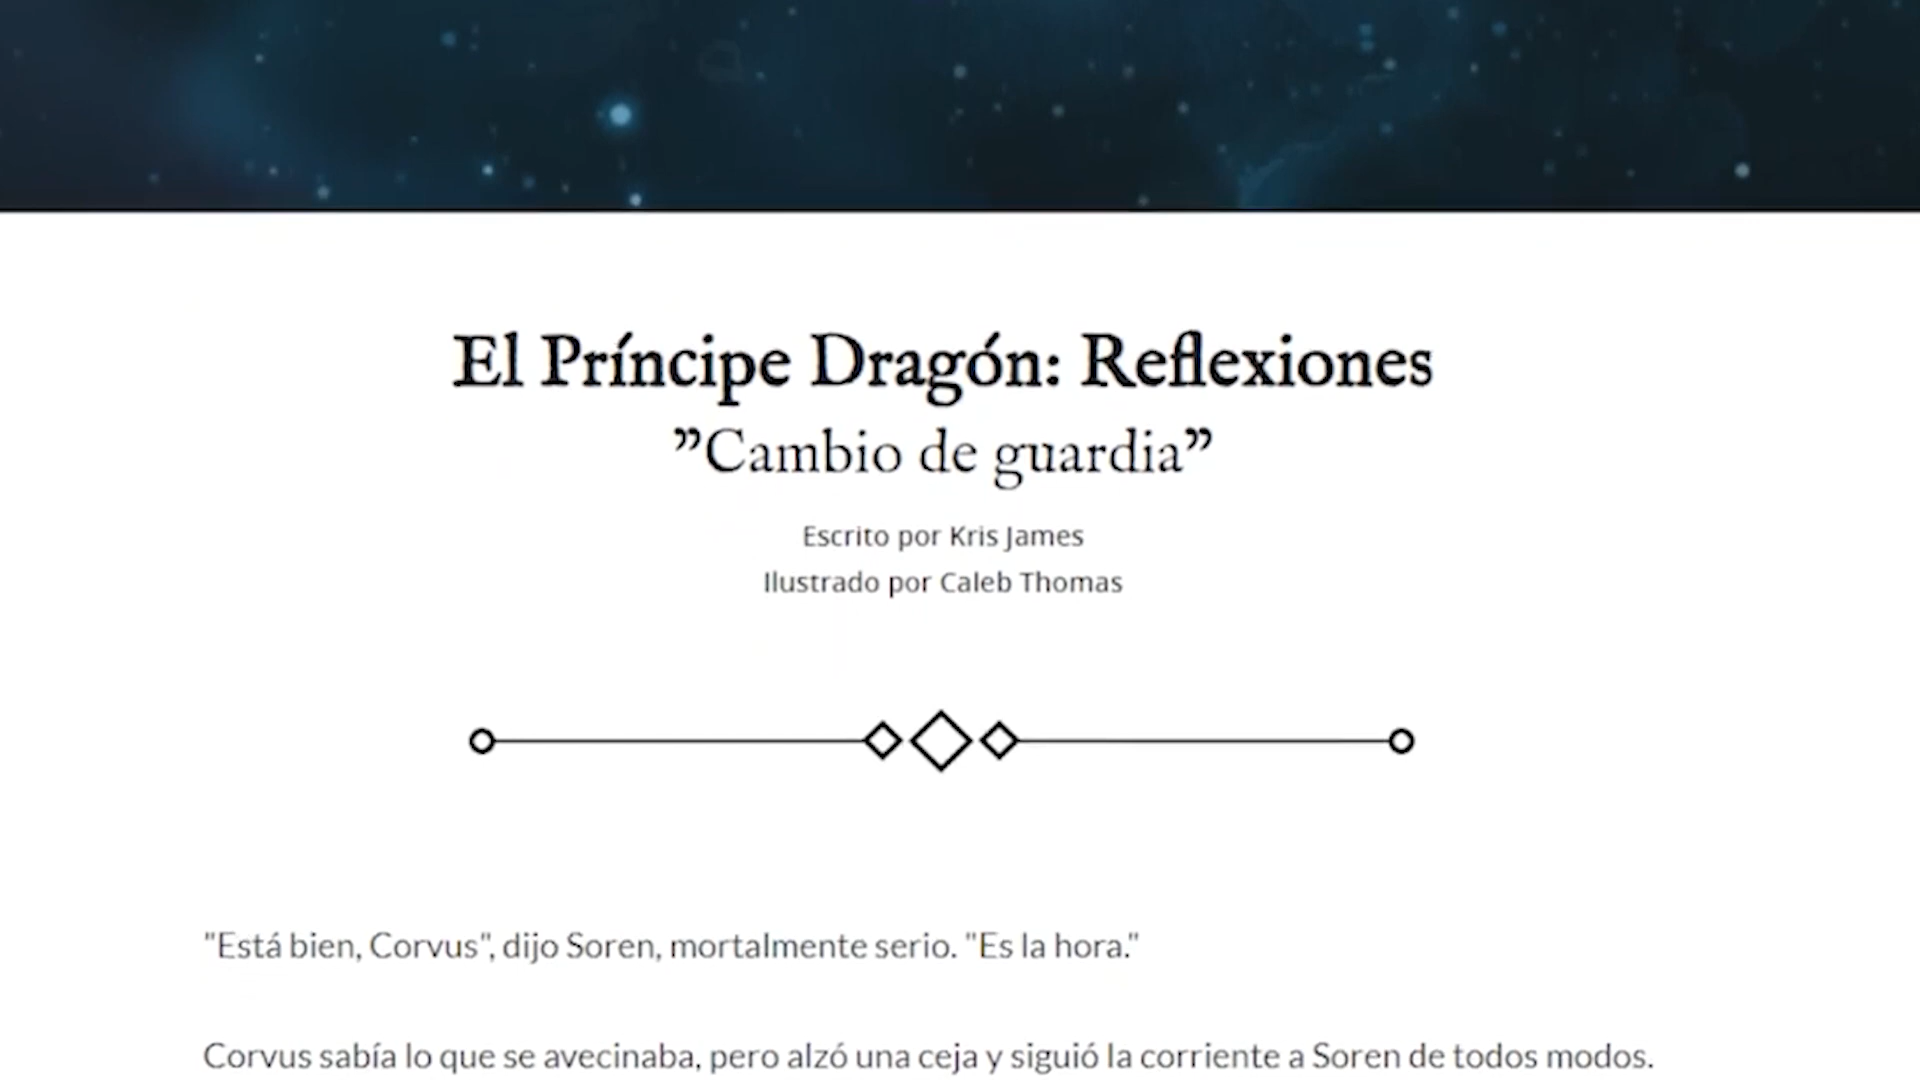 El Príncipe Dragón: Reflexiones
”Cambio de guardia”
Escrito por Kris James
Ilustrado por Caleb Thomas
"Está bien, Corvus", dijo Soren, mortalmente serio. "Es la hora."
Corvus sabía lo que se avecinaba, pero alzó una ceja y siguió la corriente a Soren de todos modos.